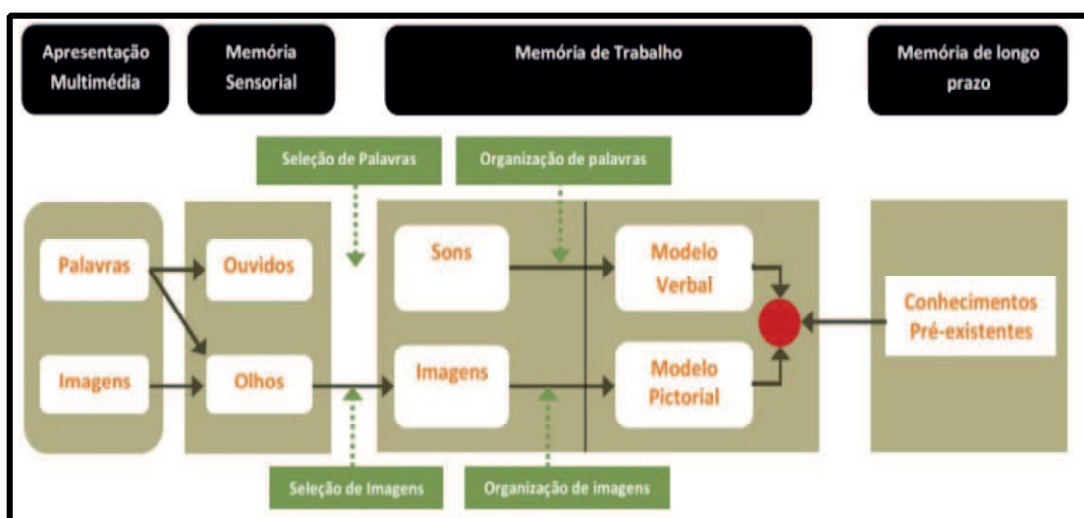 Apresentação
Multimédia
Memória
Sensorial
Memória de Trabalho
Memória de longo
prazo
Seleção de Palavras
Organização de palavras
Palavras
Ouvidos
Sons
Modelo
Verbal
Conhecimentos
Pré-existentes
Imagens
Olhos
Imagens
Modelo
Pictorial
Seleção de Imagens
Organização de imagens